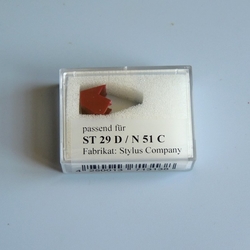 passend für
ST 29 D / N 51 C
Fabrikat: Stylus Company